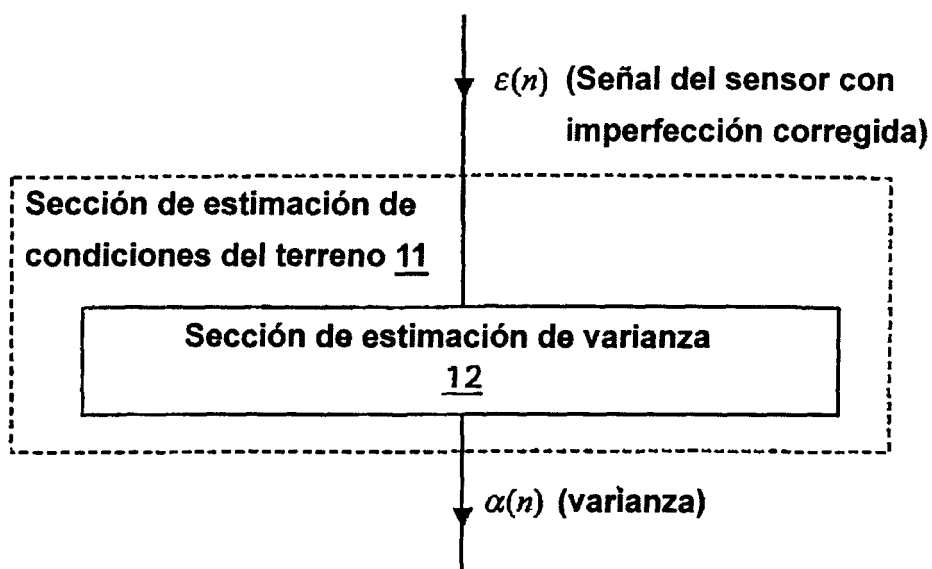 ε(n) (Señal del sensor con
imperfección corregida)
Sección de estimación de
condiciones del terreno 11
Sección de estimación de varianza
12
α(n) (varianza)